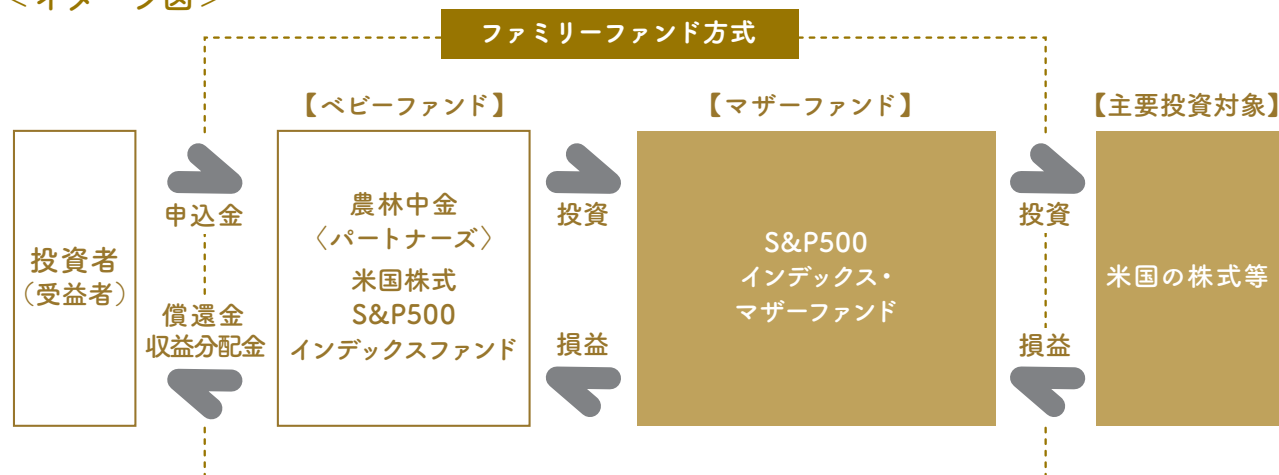 ＜イメージ図＞
ファミリーファンド方式
【ベビーファンド】
【マザーファンド】
【主要投資対象】
投資者
（受益者）
申込金
償還金
収益分配金
農林中金
〈パートナーズ〉
米国株式
S&P500
インデックスファンド
投資
損益
S&P500
インデックス・
マザーファンド
投資
損益
米国の株式等